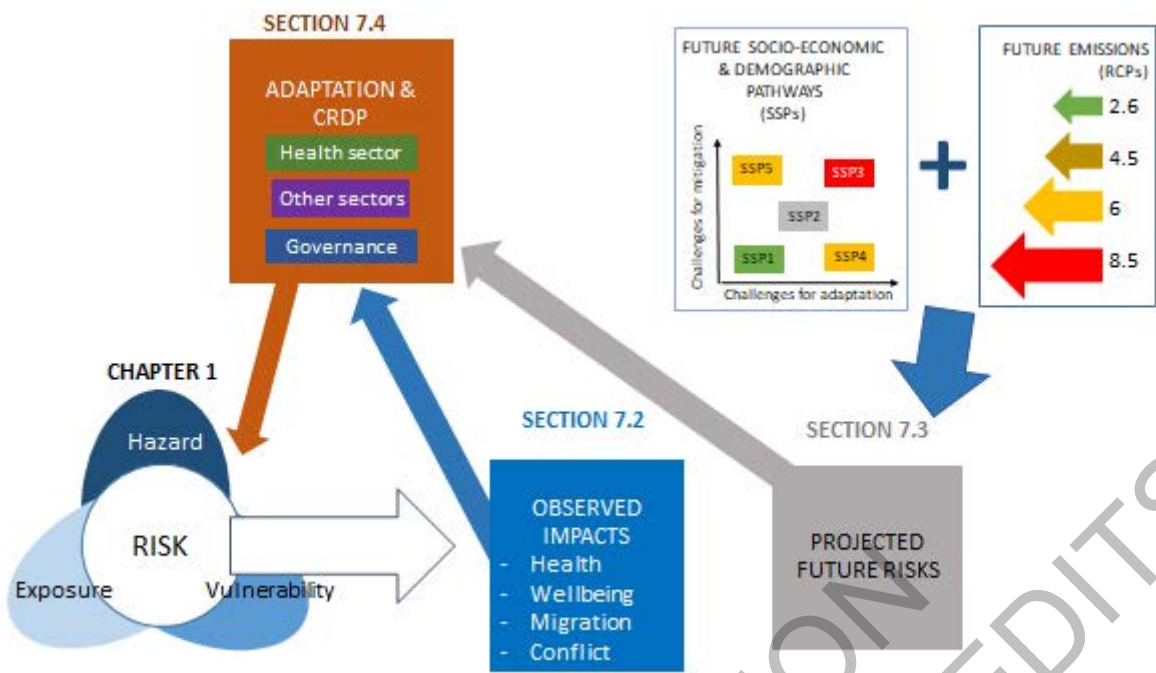 SECTION 7.4
ADAPTATION &
CRDP
Health sector
Other sectors
Governance
FUTURE SOCIO-ECONOMIC
& DEMOGRAPHIC
PATHWAYS
(SSPs)
Challenges for mitigation
SSP5
SSP3
SSP2
SSP1
SSP4
Challenges for adaptation
FUTURE EMISSIONS
(RCPs)
2.6
4.5
6
8.5
CHAPTER 1
Hazard
RISK
Exposure
Vulnerability
SECTION 7.2
OBSERVED
IMPACTS
- Health
- Wellbeing
- Migration
- Conflict
SECTION 7.3
PROJECTED
FUTURE RISKS
EDITS